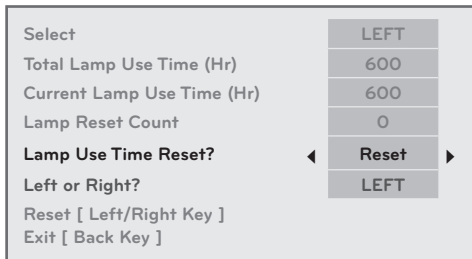 Select LEFT
Total Lamp Use Time (Hr) 600
Current Lamp Use Time (Hr) 600
Lamp Reset Count 0
Lamp Use Time Reset? Reset
Left or Right? LEFT
Reset [ Left/Right Key ]
Exit [ Back Key ]